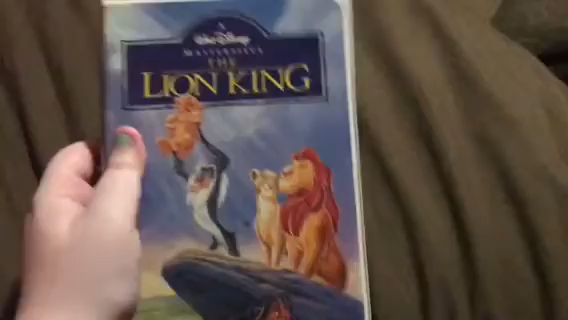 A
Walt Disney
MASTERPIECE
THE
LION KING